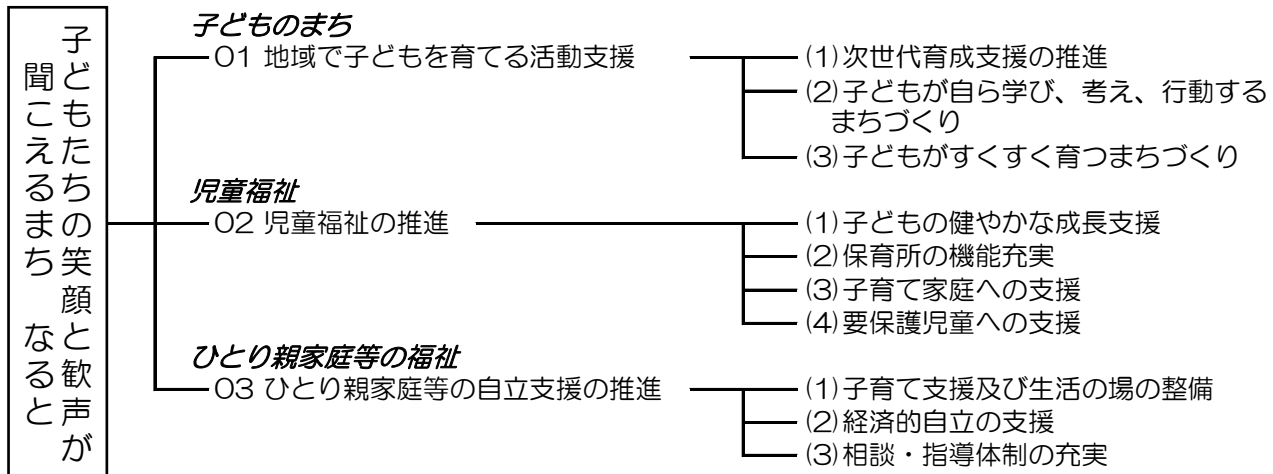 子どもたちの笑顔と歓声が
聞こえるまち なると
子どものまち
01 地域で子どもを育てる活動支援
(1)次世代育成支援の推進
(2)子どもが自ら学び、考え、行動する
まちづくり
(3)子どもがすくすく育つまちづくり
児童福祉
02 児童福祉の推進
(1)子どもの健やかな成長支援
(2)保育所の機能充実
(3)子育て家庭への支援
(4)要保護児童への支援
ひとり親家庭等の福祉
03 ひとり親家庭等の自立支援の推進
(1)子育て支援及び生活の場の整備
(2)経済的自立の支援
(3)相談・指導体制の充実